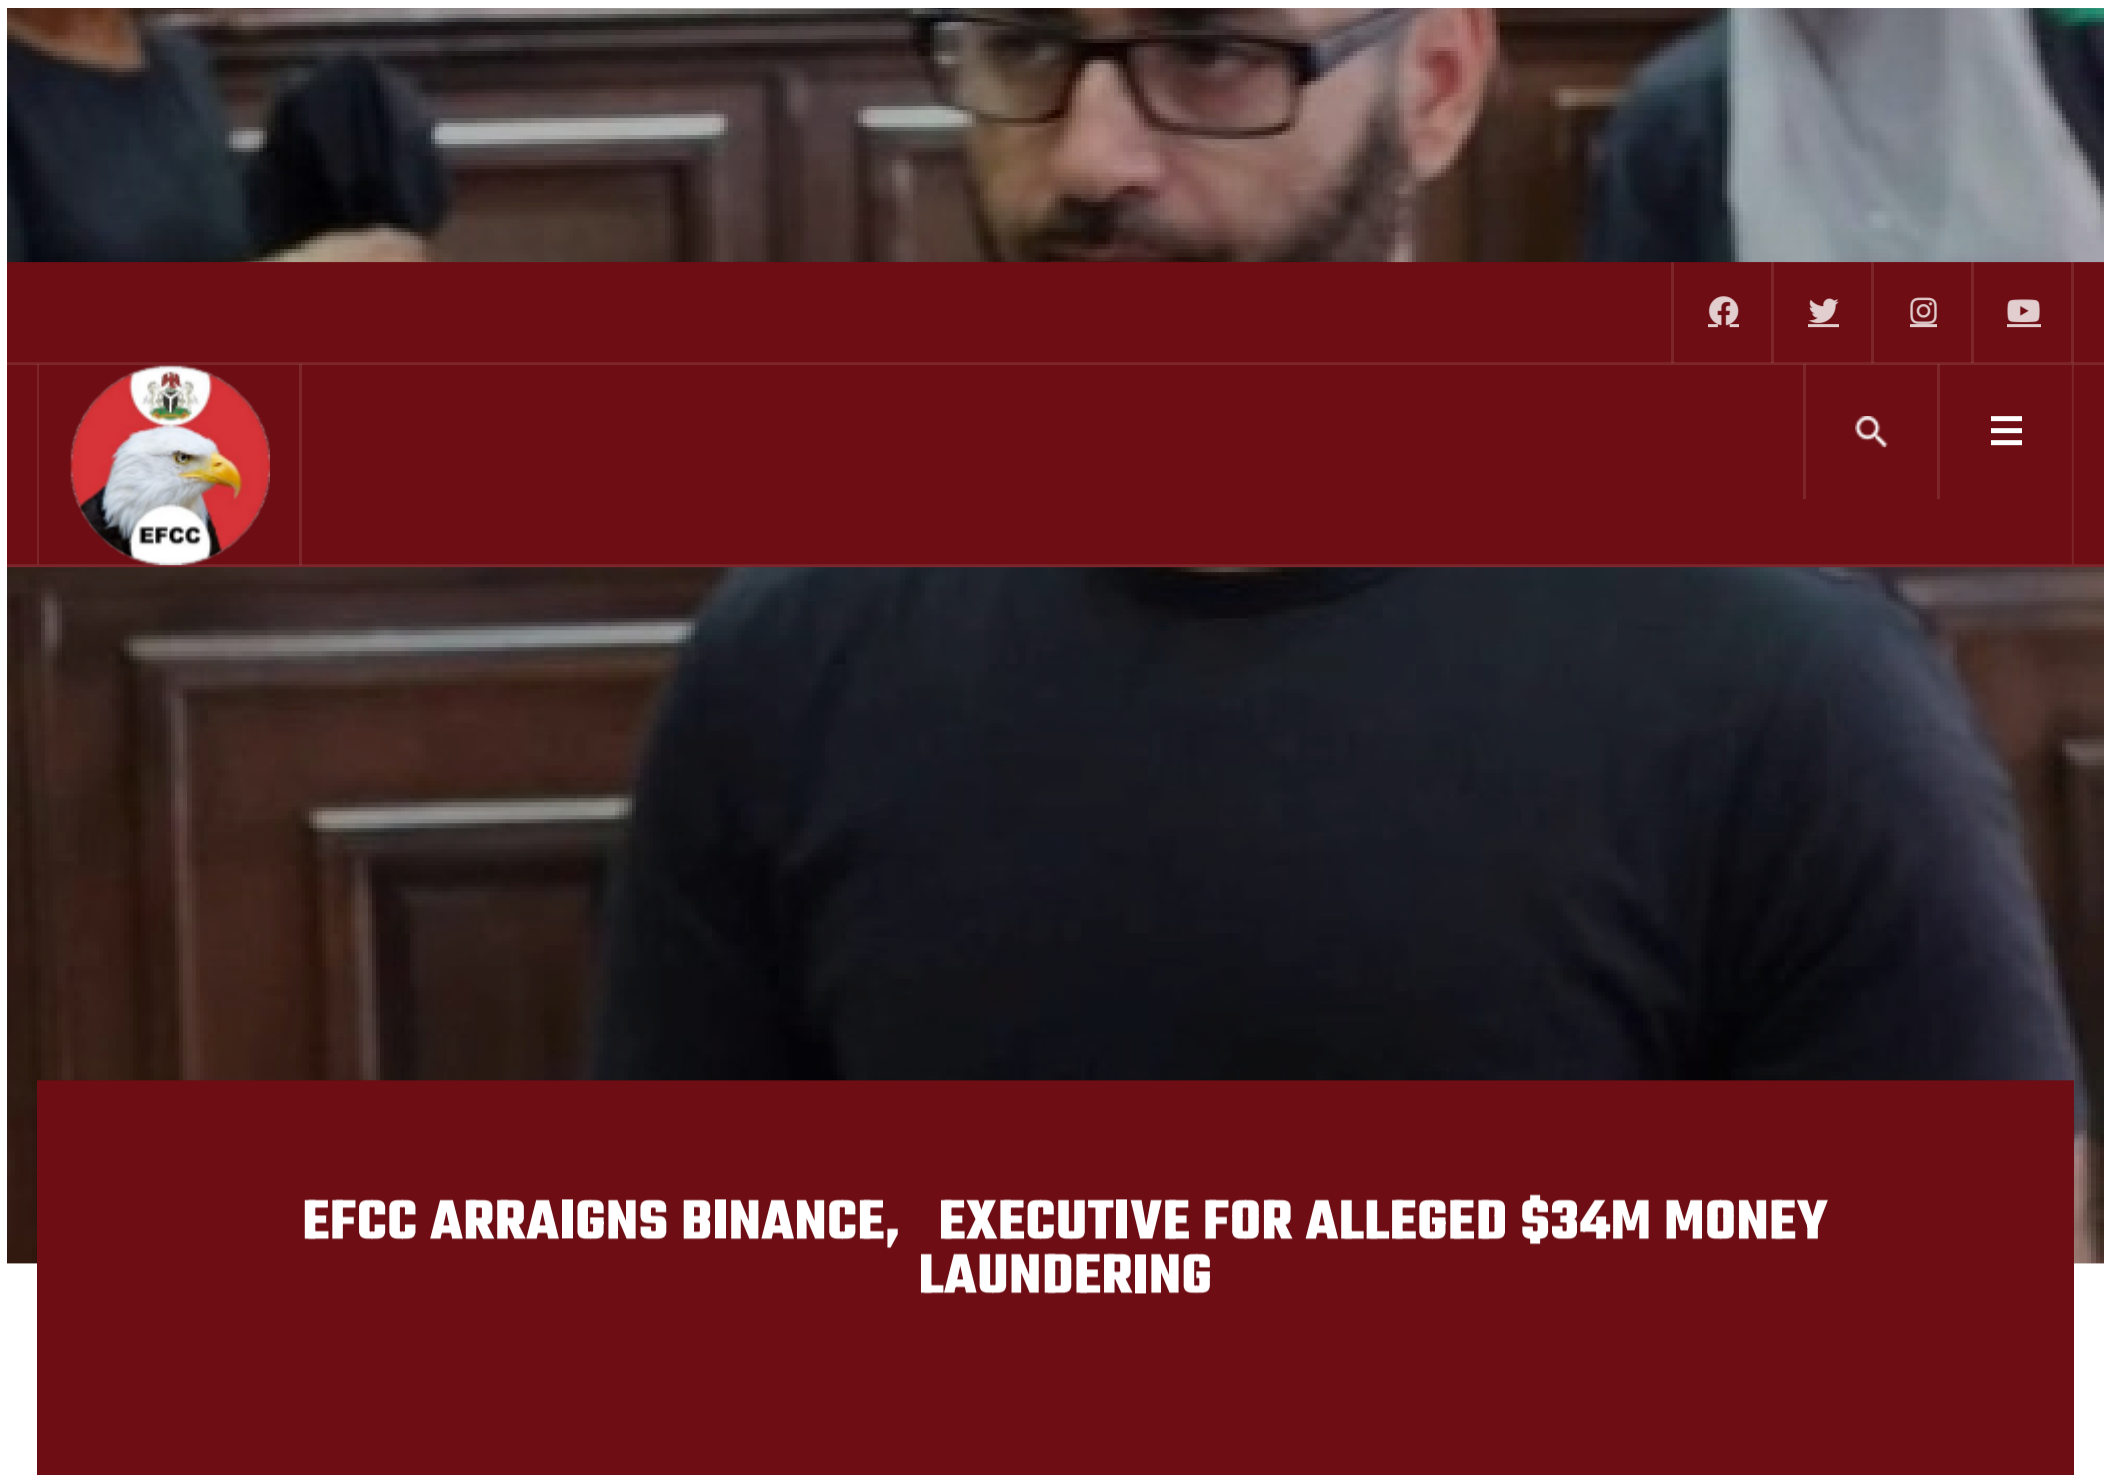 EFCC
EFCC ARRAIGNS BINANCE, EXECUTIVE FOR ALLEGED $34M MONEY
LAUNDERING